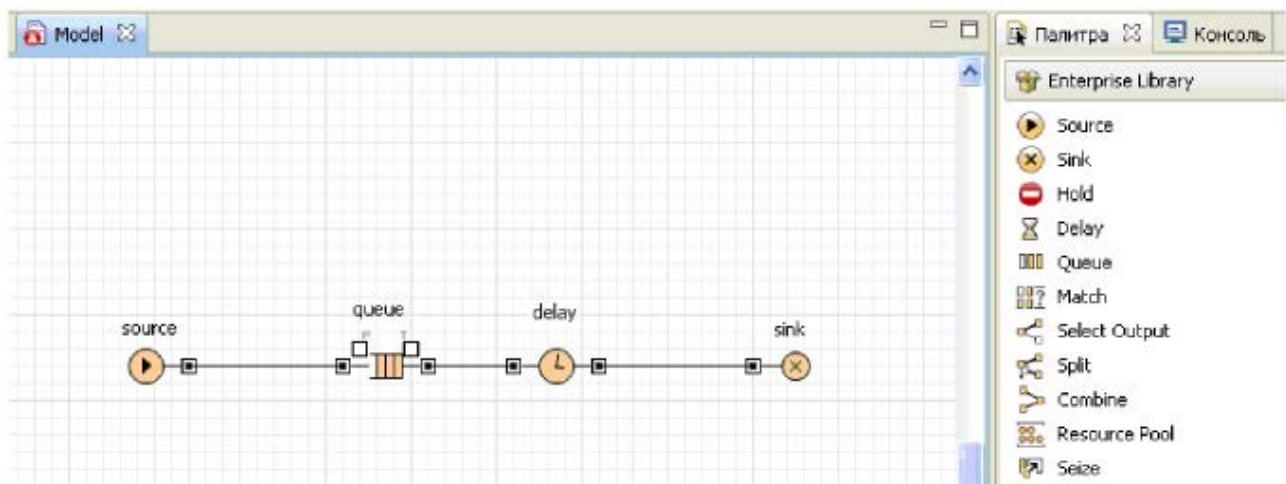 Model
Палитра
Консоль
Enterprise Library
Source
Sink
Hold
Delay
Queue
Match
Select Output
Split
Combine
Resource Pool
Seize
source
queue
delay
sink